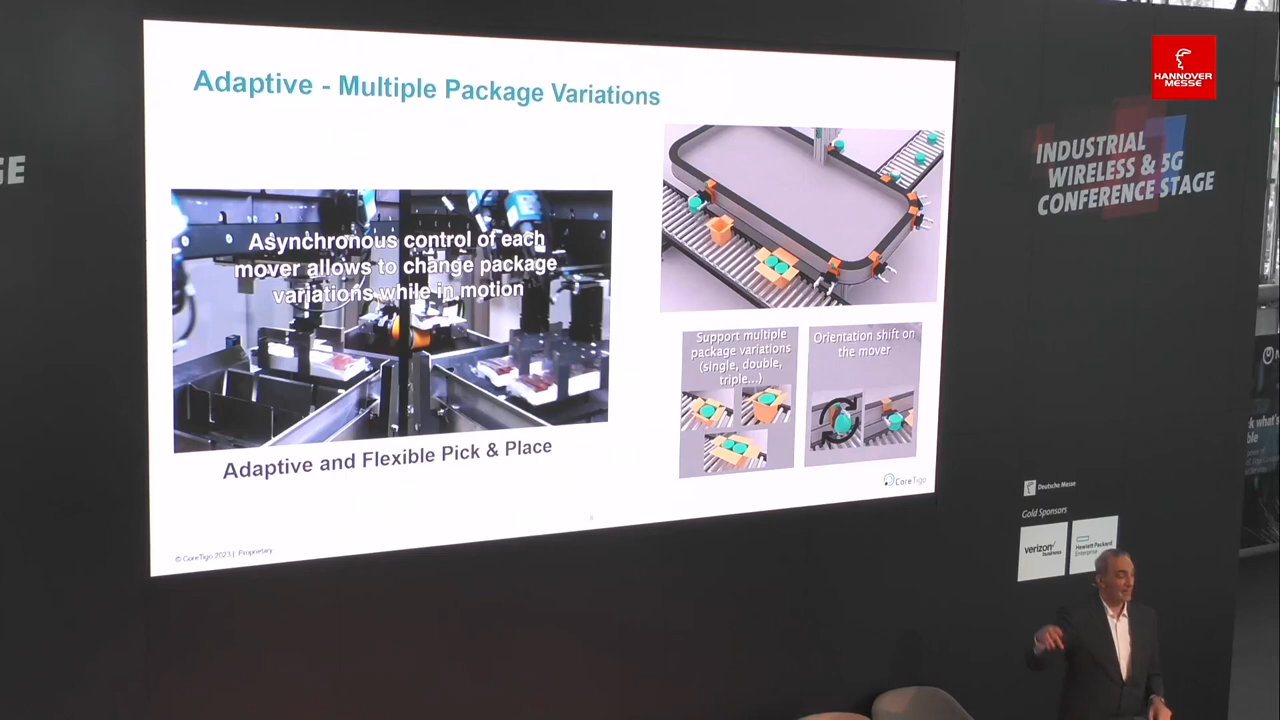 Adaptive - Multiple Package Variations
Asynchronous control of each
mover allows to change package
variations while in motion
Adaptive and Flexible Pick & Place
Support multiple
package variations
(single, double,
triple...)
Orientation shift on
the mover
CoreTigo
© CoreTigo 2023 | Proprietary
HANNOVER
MESSE
GE
INDUSTRIAL
WIRELESS & 5G
CONFERENCE STAGE
Deutsche Messe
Gold Sponsors
verizon
business
Hewlett Packard
Enterprise